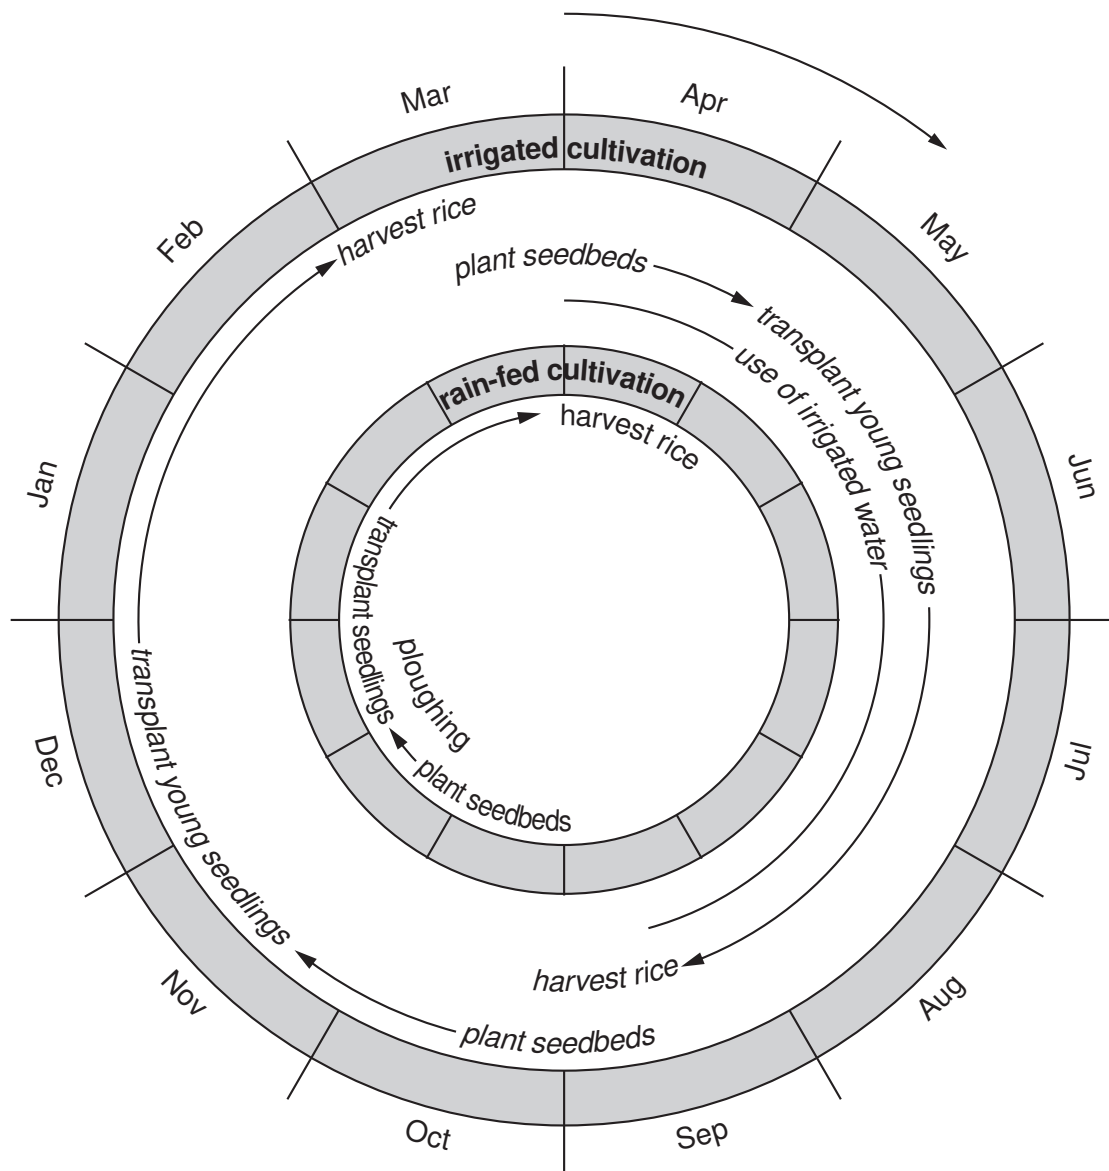 Mar
Apr
May
Jun
Jul
Aug
Sep
Oct
Nov
Dec
Jan
Feb
irrigated cultivation
harvest rice
plant seedbeds
transplant young seedlings
use of irrigated water
harvest rice
plant seedbeds
transplant young seedlings
rain-fed cultivation
harvest rice
transplant seedlings
ploughing
plant seedbeds